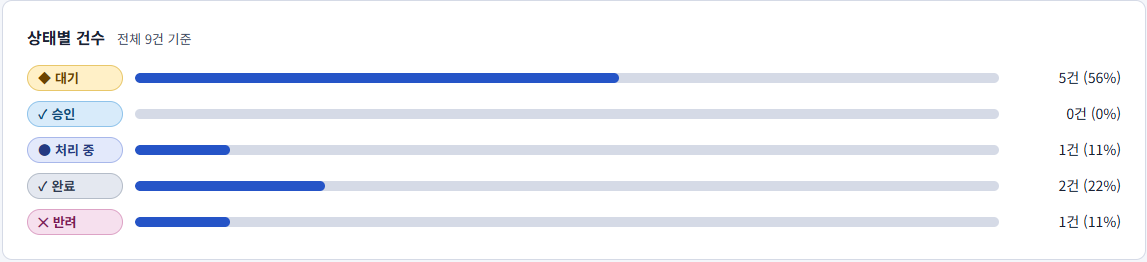 상태별 건수 전체 9건 기준
◆ 대기 5건 (56%)
✓ 승인 0건 (0%)
● 처리 중 1건 (11%)
✓ 완료 2건 (22%)
✕ 반려 1건 (11%)